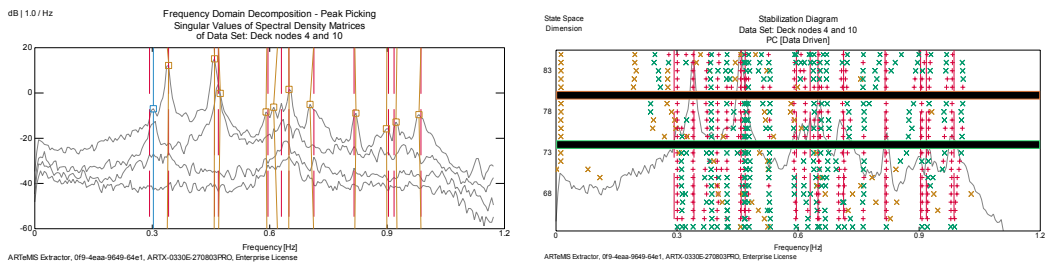 dB | 1.0 / Hz
Frequency Domain Decomposition - Peak Picking
Singular Values of Spectral Density Matrices
of Data Set: Deck nodes 4 and 10
20
0
-20
-40
-60
0
0.3
0.6
0.9
1.2
Frequency [Hz]
ARTeMIS Extractor, 0f9-4eaa-9649-64e1, ARTX-0330E-270803PRO, Enterprise License
State Space
Dimension
Stabilization Diagram
Data Set: Deck nodes 4 and 10
PC [Data Driven]
83
78
73
68
0
0.3
0.6
0.9
1.2
Frequency [Hz]
ARTeMIS Extractor, 0f9-4eaa-9649-64e1, ARTX-0330E-270803PRO, Enterprise License